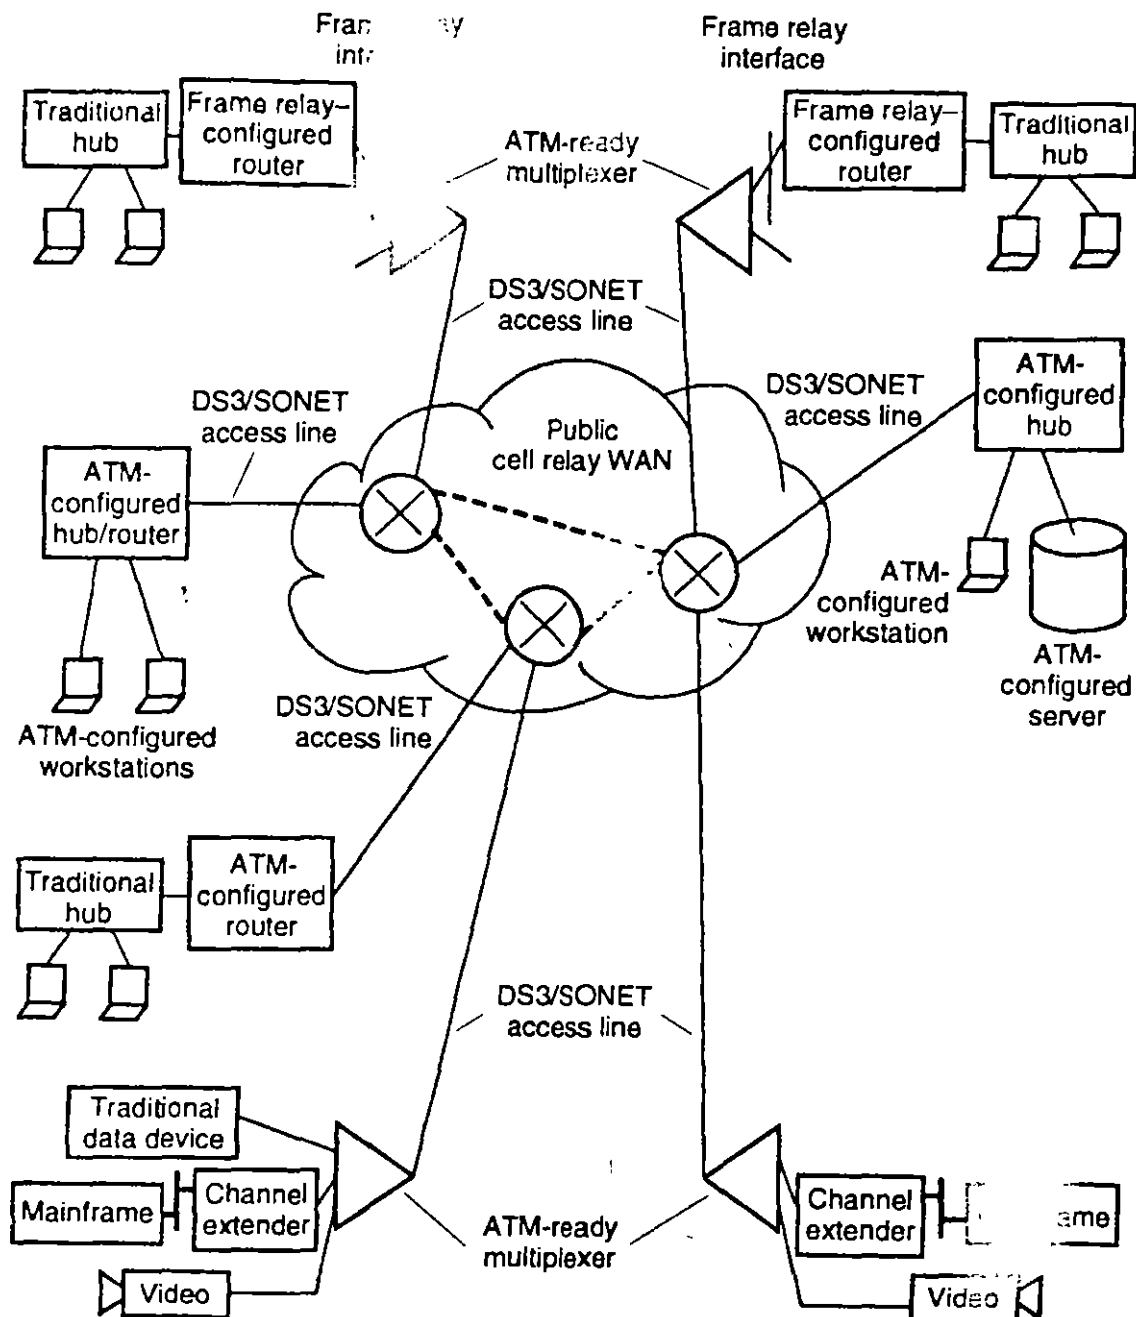 Frame relay
interface
Traditional
hub
Frame relay–
configured
router
ATM-ready
multiplexer
Frame relay–
configured
router
Traditional
hub
DS3/SONET
access line
DS3/SONET
access line
Public
cell relay WAN
DS3/SONET
access line
ATM-
configured
hub
ATM-
configured
hub/router
ATM-
configured
workstation
ATM-
configured
server
DS3/SONET
access line
ATM-configured
workstations
Traditional
hub
ATM-
configured
router
DS3/SONET
access line
Traditional
data device
Mainframe
Channel
extender
Video
ATM-ready
multiplexer
Channel
extender
Video